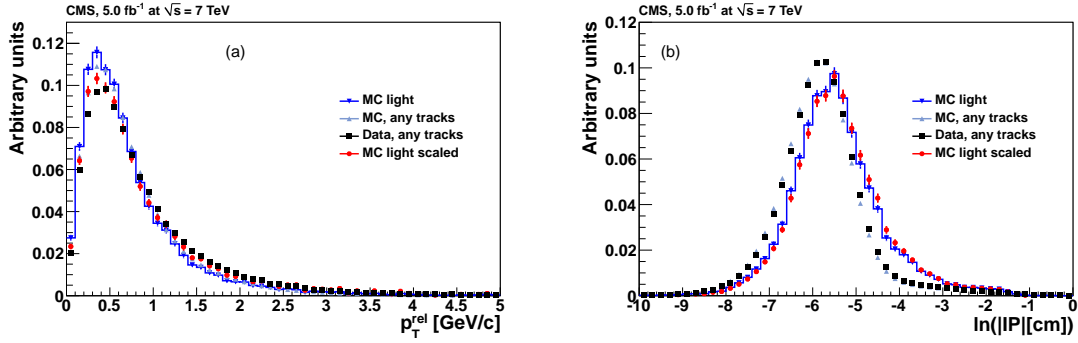 CMS, 5.0 fb⁻¹ at √s = 7 TeV
(a)
Arbitrary units
0.12
0.1
0.08
0.06
0.04
0.02
0
MC light
MC, any tracks
Data, any tracks
MC light scaled
0 0.5 1 1.5 2 2.5 3 3.5 4 4.5 5
p_T^rel [GeV/c]
CMS, 5.0 fb⁻¹ at √s = 7 TeV
(b)
Arbitrary units
0.12
0.1
0.08
0.06
0.04
0.02
0
MC light
MC, any tracks
Data, any tracks
MC light scaled
-10 -9 -8 -7 -6 -5 -4 -3 -2 -1 0
ln(|IP|[cm])